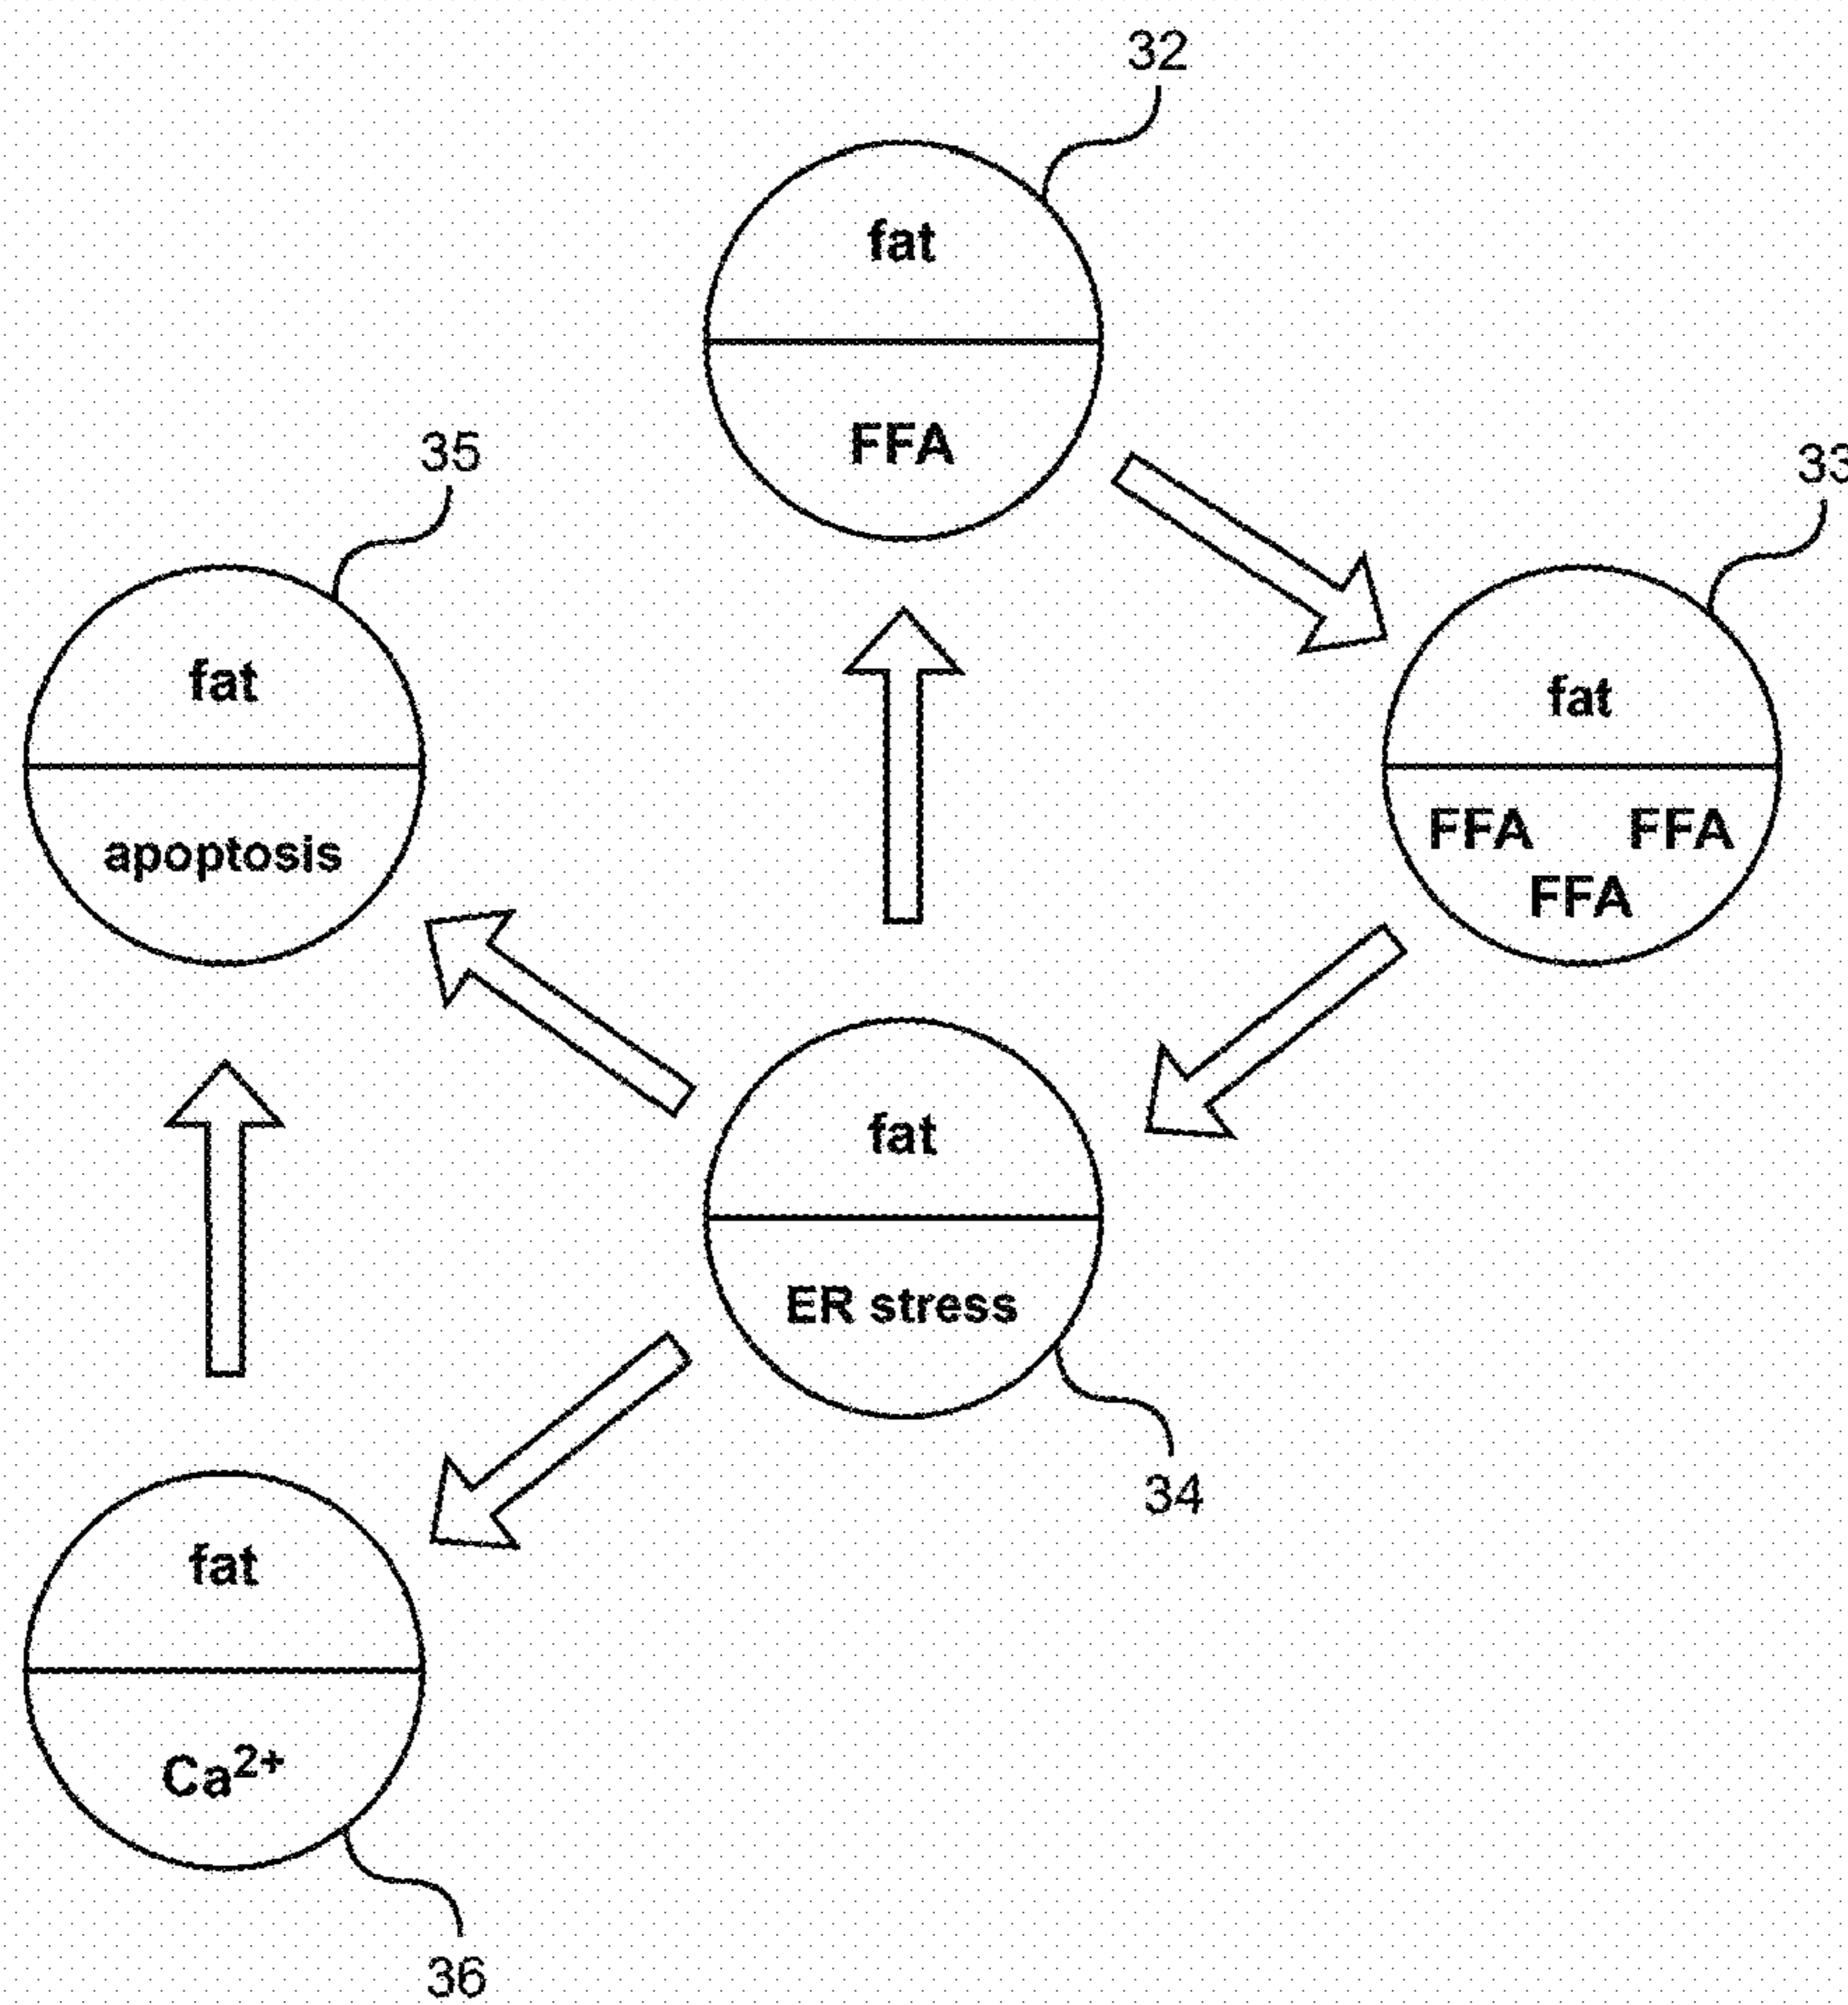 32
fat
FFA
35
33
fat
apoptosis
fat
FFA FFA
FFA
fat
ER stress
34
fat
Ca²⁺
36